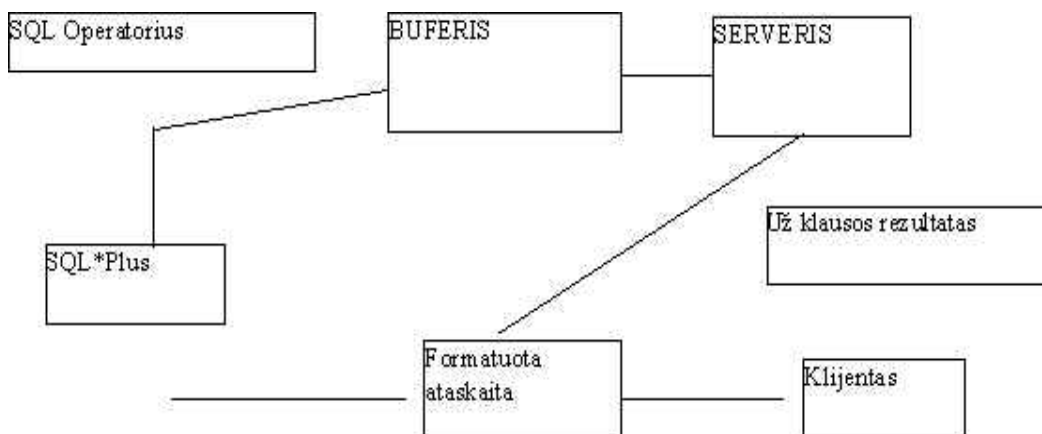 SQL Operatorius
BUFERIS
SERVERIS
Už klausos rezultatas
SQL*Plus
Formatuota
ataskaita
Klijentas